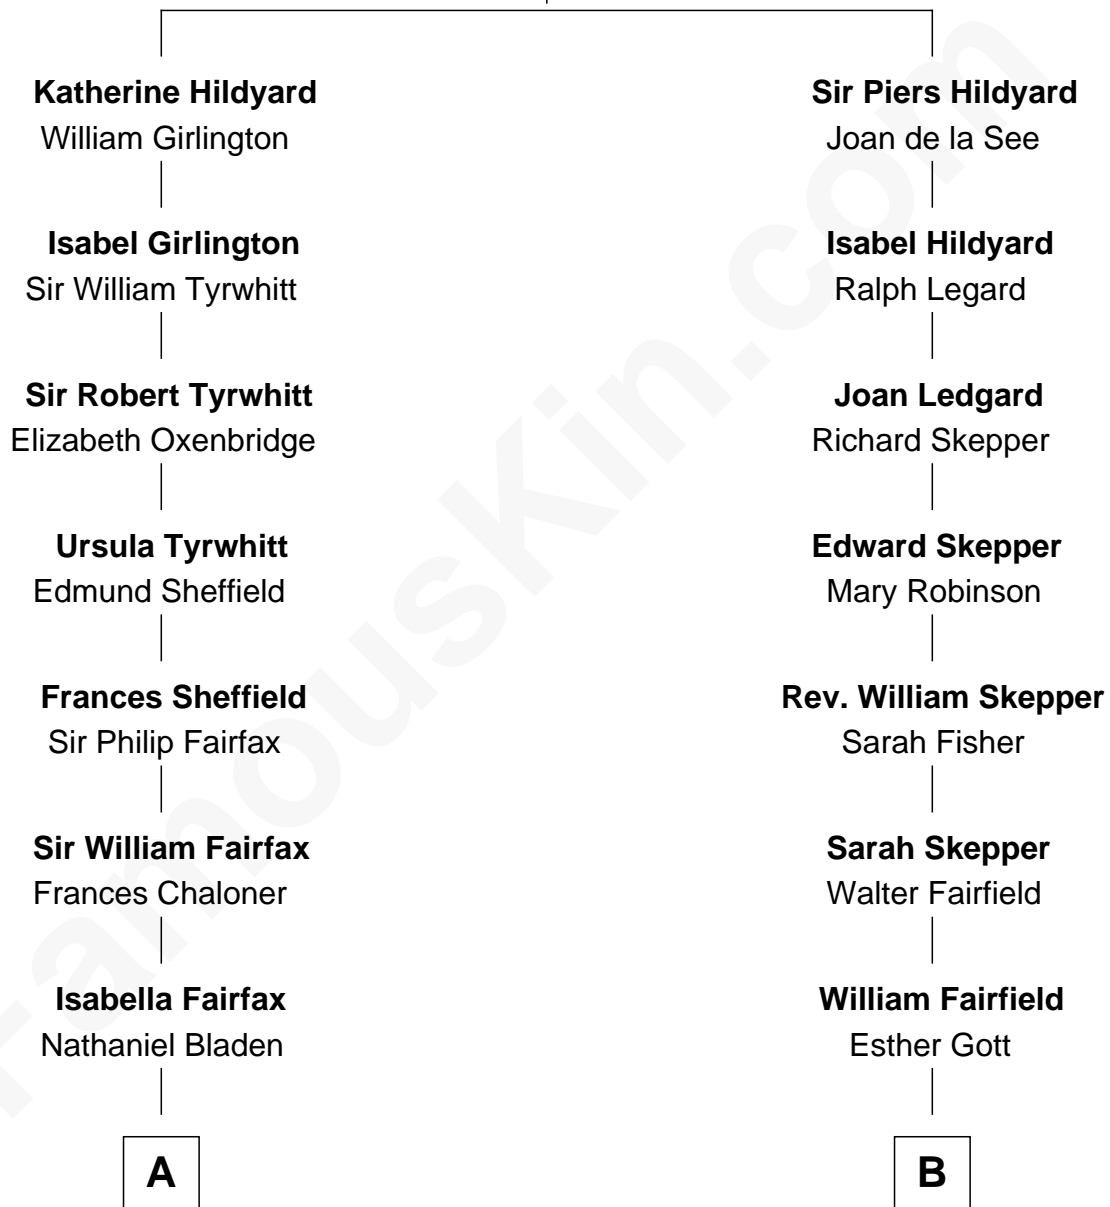 Katherine Hildyard
William Girlington
Isabel Girlington
Sir William Tyrwhitt
Sir Robert Tyrwhitt
Elizabeth Oxenbridge
Ursula Tyrwhitt
Edmund Sheffield
Frances Sheffield
Sir Philip Fairfax
Sir William Fairfax
Frances Chaloner
Isabella Fairfax
Nathaniel Bladen
A
Sir Piers Hildyard
Joan de la See
Isabel Hildyard
Ralph Legard
Joan Ledgard
Richard Skepper
Edward Skepper
Mary Robinson
Rev. William Skepper
Sarah Fisher
Sarah Skepper
Walter Fairfield
William Fairfield
Esther Gott
B
FamousKin.com